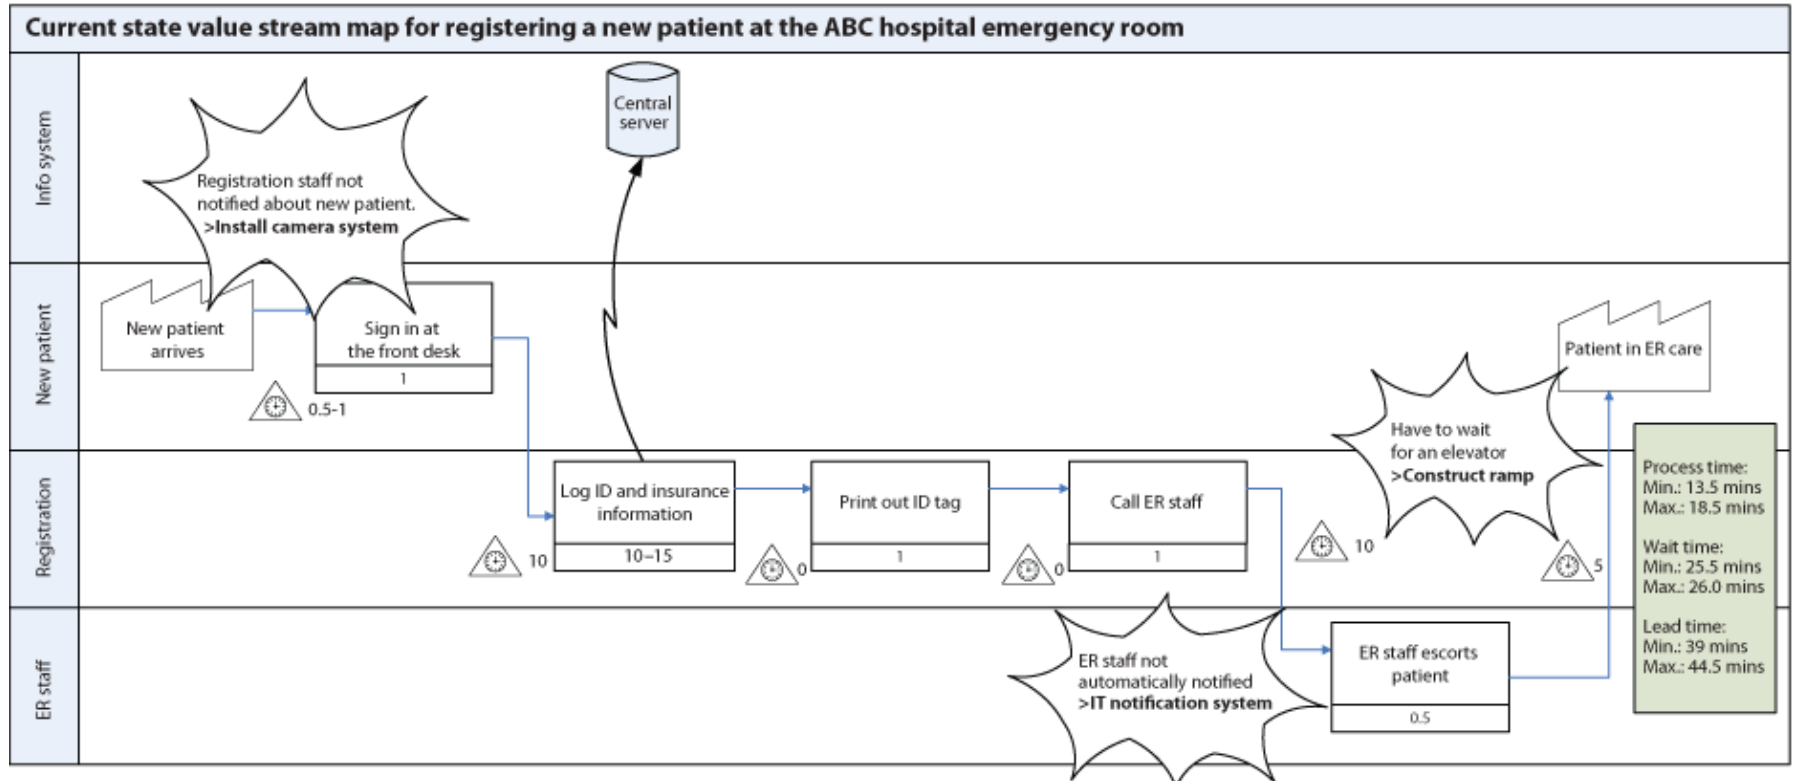 Current state value stream map for registering a new patient at the ABC hospital emergency room
Info system
Registration staff not
notified about new patient.
>Install camera system
Central
server
New patient
New patient
arrives
Sign in at
the front desk
1
0.5-1
Patient in ER care
Have to wait
for an elevator
>Construct ramp
Registration
10
Log ID and insurance
information
10–15
0
Print out ID tag
1
0
Call ER staff
1
10
5
Process time:
Min.: 13.5 mins
Max.: 18.5 mins
Wait time:
Min.: 25.5 mins
Max.: 26.0 mins
Lead time:
Min.: 39 mins
Max.: 44.5 mins
ER staff
ER staff not
automatically notified
>IT notification system
ER staff escorts
patient
0.5